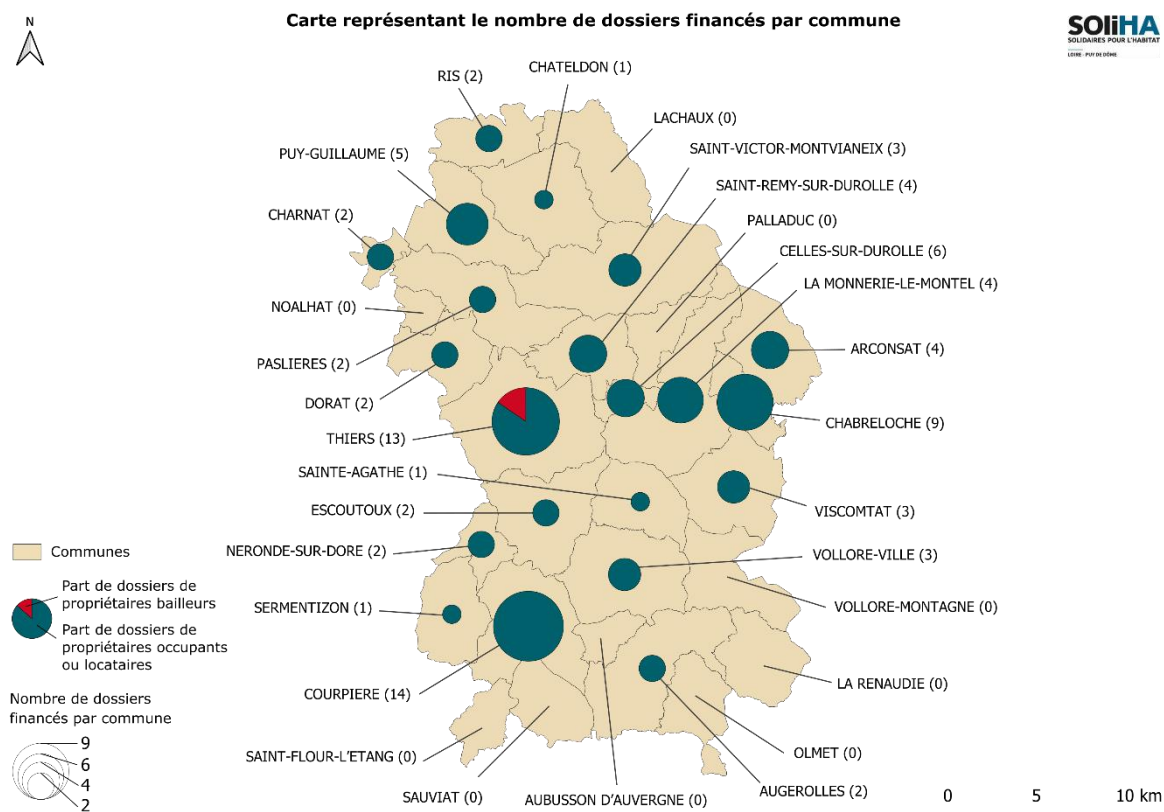 Carte représentant le nombre de dossiers financés par commune
N
SOLiHA
SOLIDAIRES POUR L'HABITAT
LOIRE - PUY DE DÔME
CHATELDON (1)
RIS (2)
LACHAUX (0)
PUY-GUILLAUME (5)
SAINT-VICTOR-MONTVIANEIX (3)
SAINT-REMY-SUR-DUROLLE (4)
CHARNAT (2)
PALLADUC (0)
CELLES-SUR-DUROLLE (6)
LA MONNERIE-LE-MONTEL (4)
NOALHAT (0)
ARCONSAT (4)
PASLIERES (2)
DORAT (2)
CHABRELOCHE (9)
THIERS (13)
SAINTE-AGATHE (1)
ESCOUTOUX (2)
VISCOMTAT (3)
NERONDE-SUR-DORE (2)
VOLLORE-VILLE (3)
Communes
Part de dossiers de
propriétaires bailleurs
Part de dossiers de
propriétaires occupants
ou locataires
SERMENTIZON (1)
VOLLORE-MONTAGNE (0)
COURPIERE (14)
LA RENAUDIE (0)
Nombre de dossiers
financés par commune
9
6
4
2
SAINT-FLOUR-L'ETANG (0)
OLMET (0)
SAUVIAT (0)
AUBUSSON D'AUVERGNE (0)
AUGEROLLES (2)
0 5 10 km